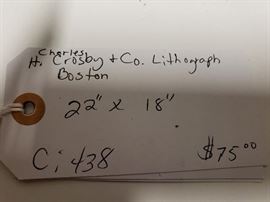 Charles
H. Crosby & Co. Lithograph
Boston
22" x 18"
C; 438 $75.00